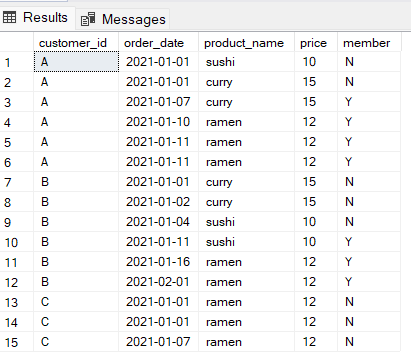 Results Messages
customer_id order_date product_name price member
1 A 2021-01-01 sushi 10 N
2 A 2021-01-01 curry 15 N
3 A 2021-01-07 curry 15 Y
4 A 2021-01-10 ramen 12 Y
5 A 2021-01-11 ramen 12 Y
6 A 2021-01-11 ramen 12 Y
7 B 2021-01-01 curry 15 N
8 B 2021-01-02 curry 15 N
9 B 2021-01-04 sushi 10 N
10 B 2021-01-11 sushi 10 Y
11 B 2021-01-16 ramen 12 Y
12 B 2021-02-01 ramen 12 Y
13 C 2021-01-01 ramen 12 N
14 C 2021-01-01 ramen 12 N
15 C 2021-01-07 ramen 12 N